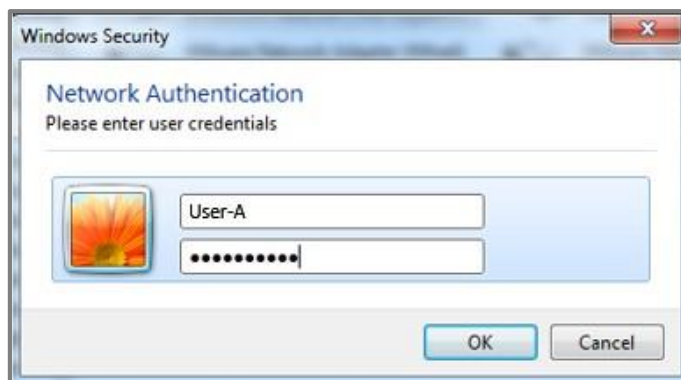 Windows Security
Network Authentication
Please enter user credentials
User-A
••••••••••
OK
Cancel